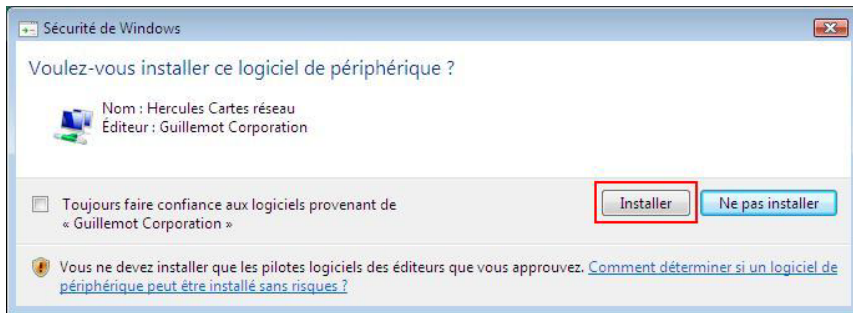 Sécurité de Windows
Voulez-vous installer ce logiciel de périphérique ?
Nom : Hercules Cartes réseau
Éditeur : Guillemot Corporation
Toujours faire confiance aux logiciels provenant de
« Guillemot Corporation »
Installer
Ne pas installer
Vous ne devez installer que les pilotes logiciels des éditeurs que vous approuvez. Comment déterminer si un logiciel de
périphérique peut être installé sans risques ?